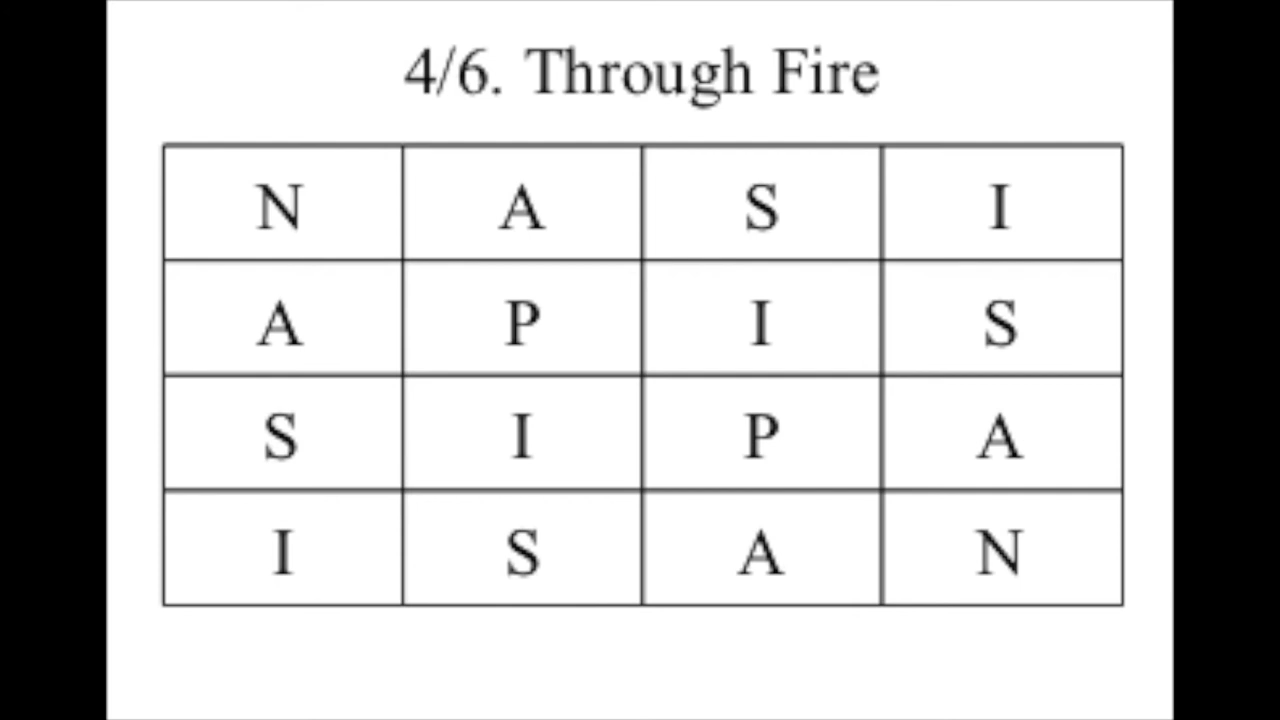 4/6. Through Fire
N A S I
A P I S
S I P A
I S A N